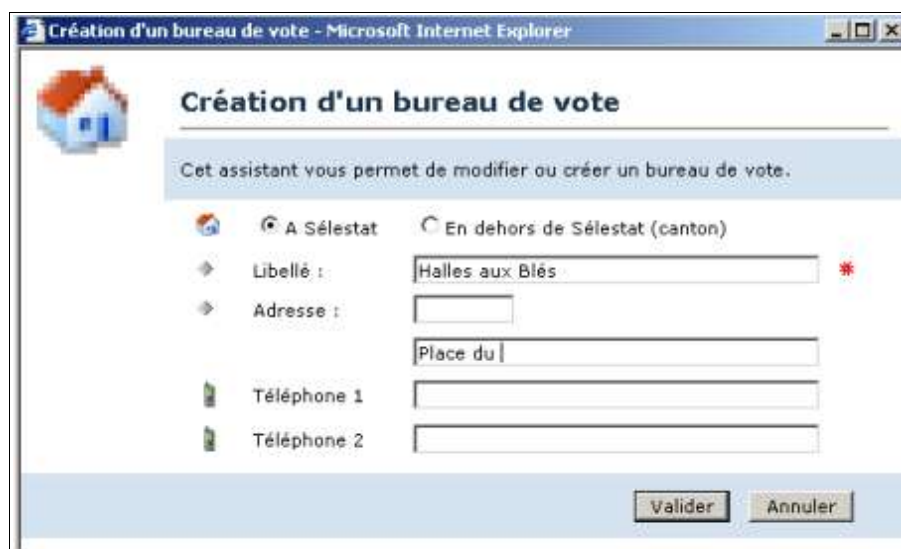 Création d'un bureau de vote - Microsoft Internet Explorer
Création d'un bureau de vote
Cet assistant vous permet de modifier ou créer un bureau de vote.
A Sélestat En dehors de Sélestat (canton)
Libellé : Halles aux Blés *
Adresse :
Place du
Téléphone 1
Téléphone 2
Valider Annuler